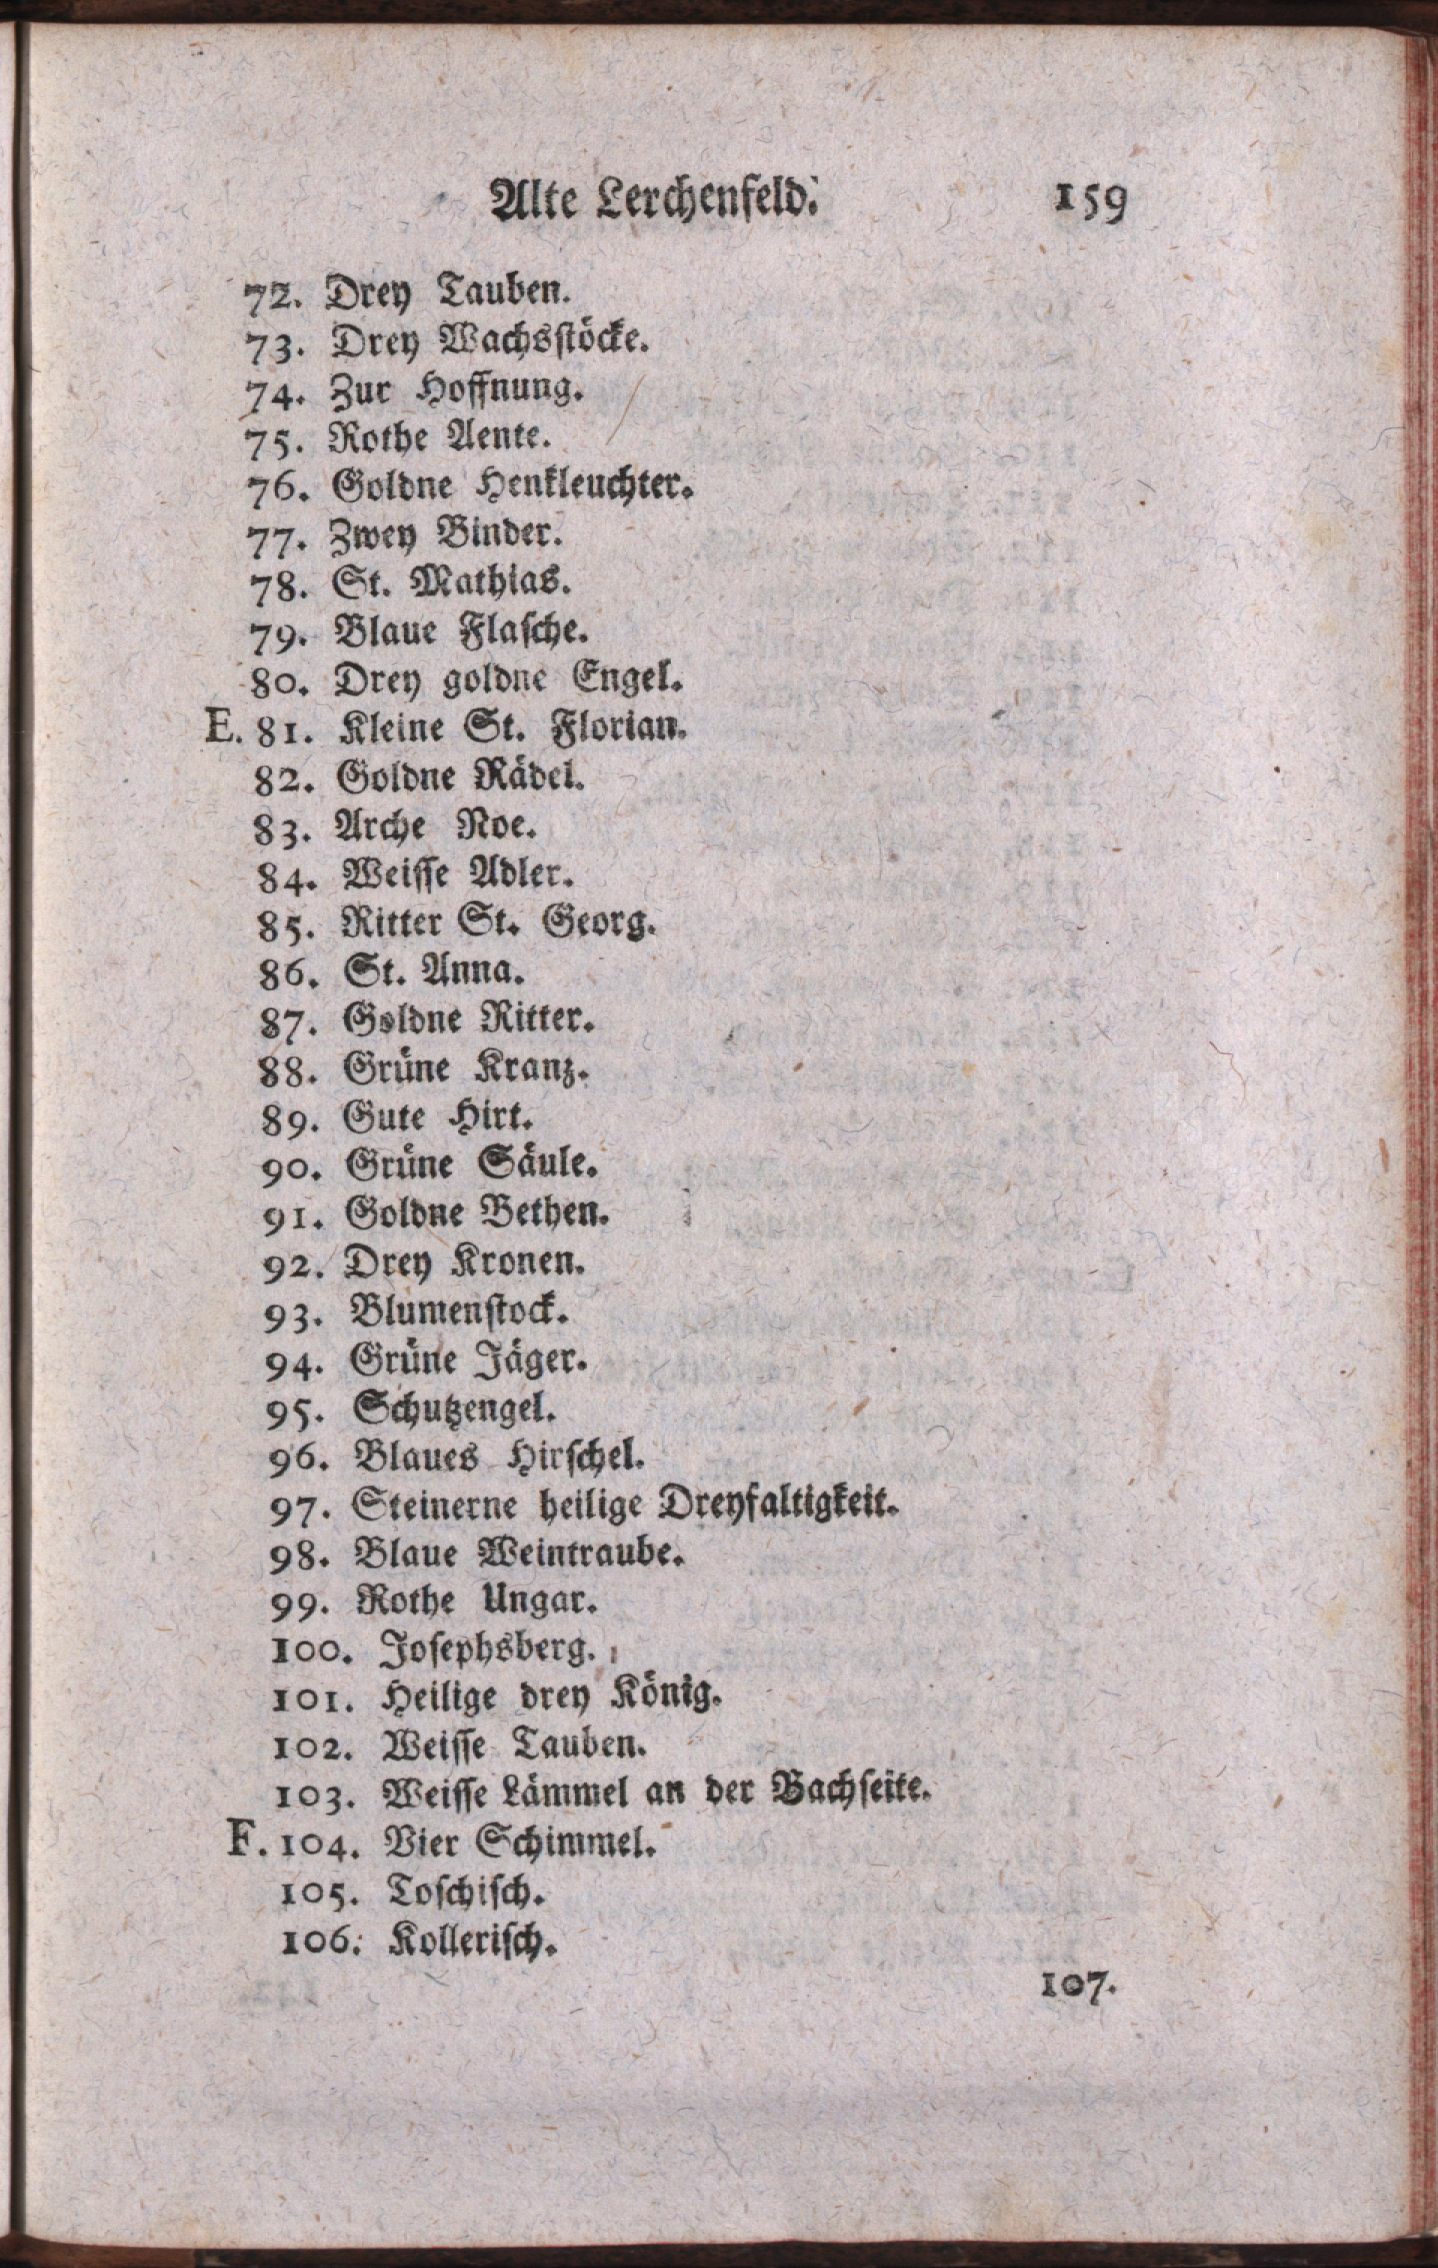 Alte Lerchenfeld. 159
72. Drey Tauben.
73. Drey Wachsstöcke.
74. Zur Hoffnung.
75. Rothe Aente.
76. Goldne Henkleuchter.
77. Zwey Binder.
78. St. Mathias.
79. Blaue Flasche.
80. Drey goldne Engel.
E. 81. Kleine St. Florian.
82. Goldne Rädel.
83. Arche Noe.
84. Weisse Adler.
85. Ritter St. Georg.
86. St. Anna.
87. Goldne Ritter.
88. Grüne Kranz.
89. Gute Hirt.
90. Grüne Säule.
91. Goldne Bethen.
92. Drey Kronen.
93. Blumenstock.
94. Grüne Jäger.
95. Schutzengel.
96. Blaues Hirschel.
97. Steinerne heilige Dreyfaltigkeit.
98. Blaue Weintraube.
99. Rothe Ungar.
100. Josephsberg.
101. Heilige drey König.
102. Weisse Tauben.
103. Weisse Lämmel an der Bachseite.
F. 104. Vier Schimmel.
105. Toschisch.
106. Kollerisch.
107.